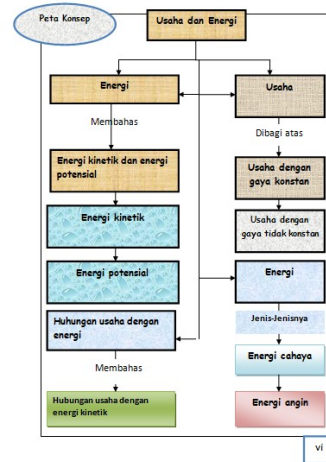 Peta Konsep
Usaha dan Energi
Energi
Usaha
Membahas
Dibagi atas
Energi kinetik dan energi
potensial
Usaha dengan
gaya konstan
Energi kinetik
Usaha dengan
gaya tidak konstan
Energi potensial
Energi
Huhungan usaha dengan
energi
Jenis-Jenisnya
Membahas
Energi cahaya
Hubungan usaha dengan
energi kinetik
Energi angin
vi